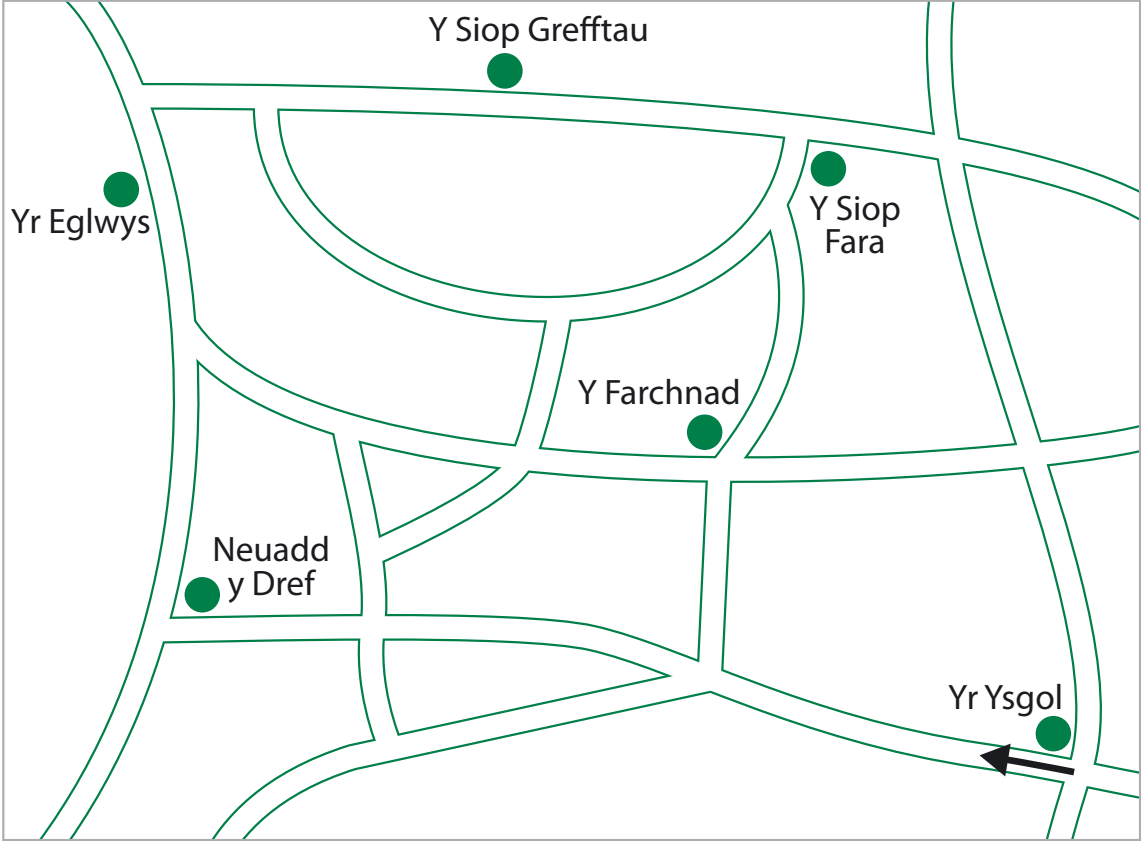 Y Siop Grefftau
Yr Eglwys
Y Siop
Fara
Y Farchnad
Neuadd
y Dref
Yr Ysgol